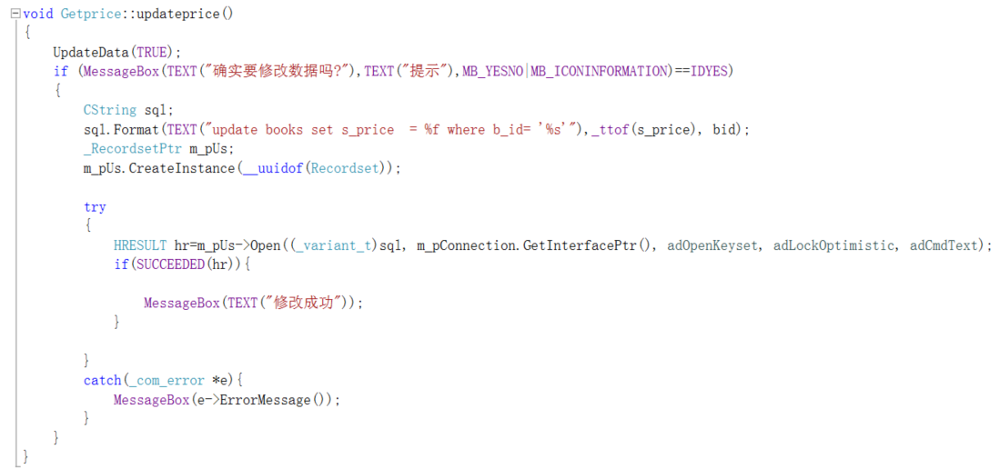 void Getprice::updateprice()
{
UpdateData(TRUE);
if (MessageBox(TEXT("确实要修改数据吗?"),TEXT("提示"),MB_YESNO|MB_ICONINFORMATION)==IDYES)
{
CString sql;
sql.Format(TEXT("update books set s_price  = %f where b_id= '%s'"),_ttof(s_price), bid);
_RecordsetPtr m_pUs;
m_pUs.CreateInstance(__uuidof(Recordset));
try
{
HRESULT hr=m_pUs->Open((_variant_t)sql, m_pConnection.GetInterfacePtr(), adOpenKeyset, adLockOptimistic, adCmdText);
if(SUCCEEDED(hr)){
MessageBox(TEXT("修改成功"));
}
}
catch(_com_error *e){
MessageBox(e->ErrorMessage());
}
}
}